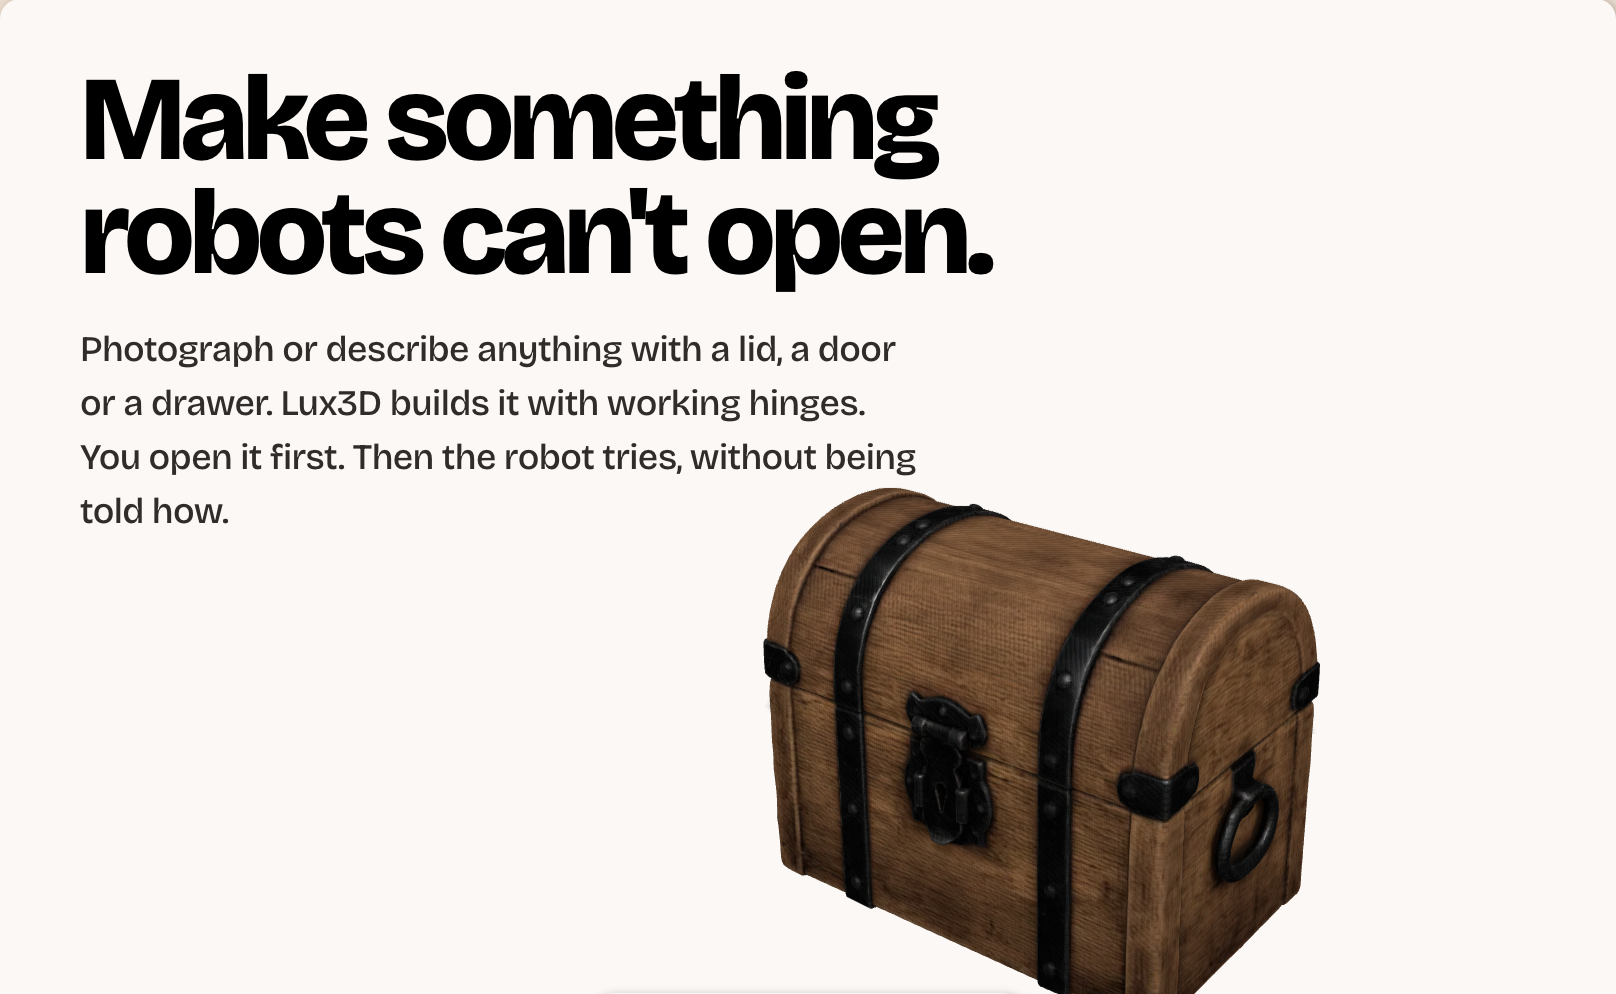 Make something
robots can't open.
Photograph or describe anything with a lid, a door
or a drawer. Lux3D builds it with working hinges.
You open it first. Then the robot tries, without being
told how.